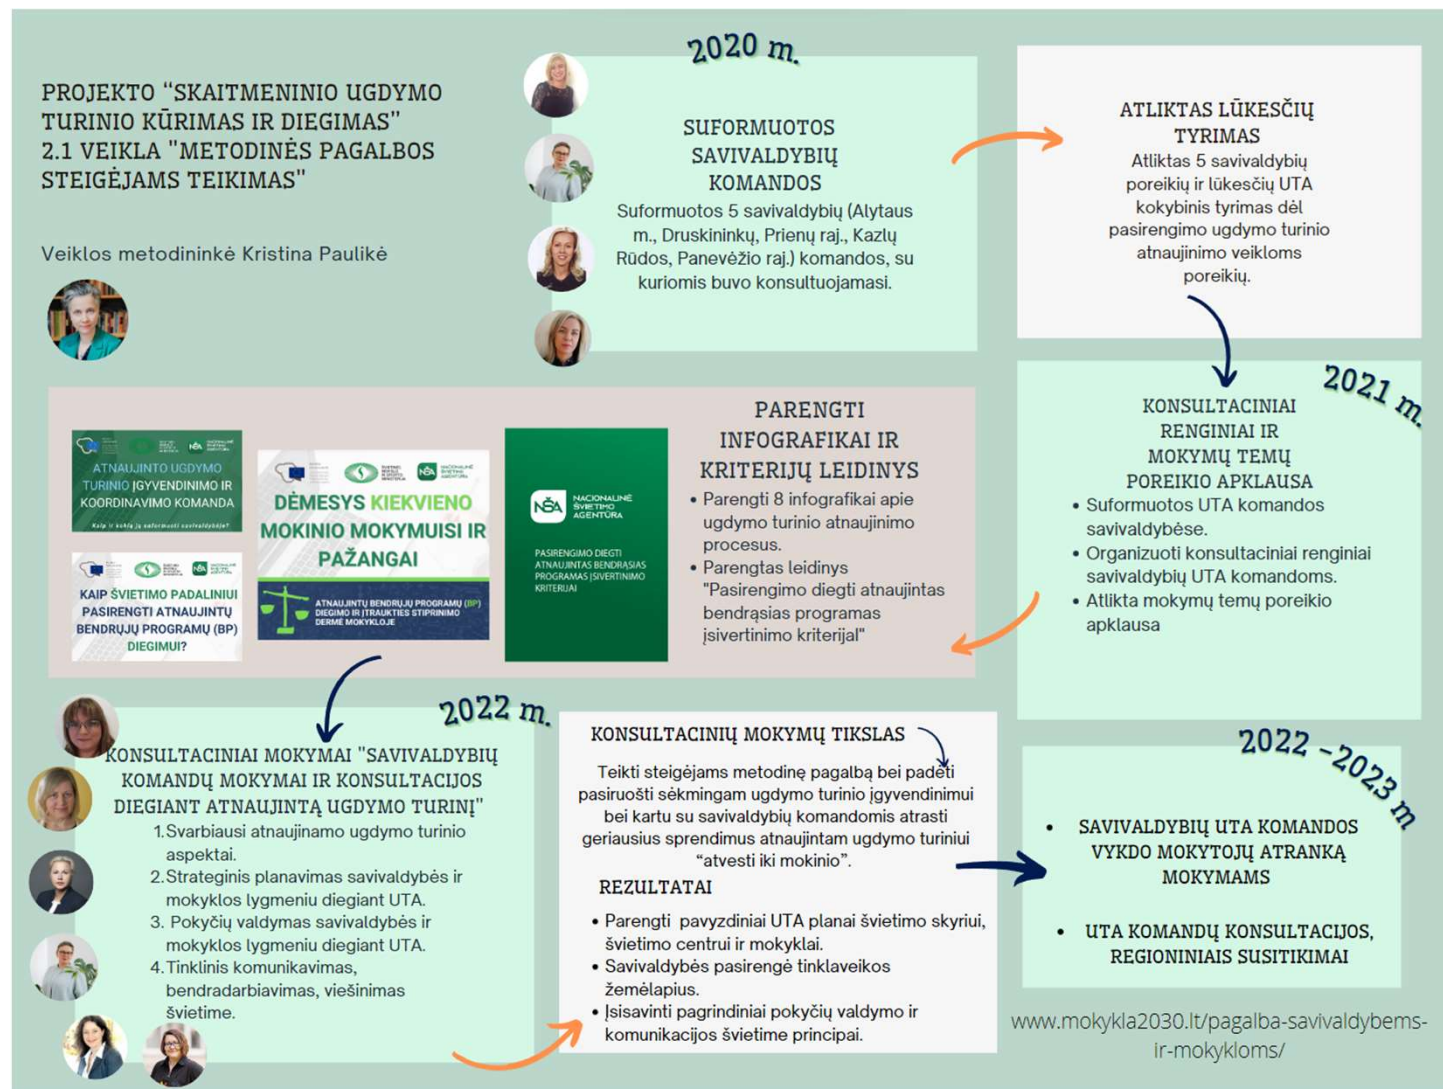 PROJEKTO “SKAITMENINIO UGDYMO
TURINIO KŪRIMAS IR DIEGIMAS”
2.1 VEIKLA "METODINĖS PAGALBOS
STEIGĖJAMS TEIKIMAS"
Veiklos metodininkė Kristina Paulikė
2020 m.
SUFORMUOTOS
SAVIVALDYBIŲ
KOMANDOS
Suformuotos 5 savivaldybių (Alytaus
m., Druskininkų, Prienų raj., Kazlų
Rūdos, Panevėžio raj.) komandos, su
kuriomis buvo konsultuojamasi.
ATLIKTAS LŪKESČIŲ
TYRIMAS
Atliktas 5 savivaldybių
poreikių ir lūkesčių UTA
kokybinis tyrimas dėl
pasirengimo ugdymo turinio
atnaujinimo veikloms
poreikių.
2021 m.
KONSULTACINIAI
RENGINIAI IR
MOKYMŲ TEMŲ
POREIKIO APKLAUSA
• Suformuotos UTA komandos
savivaldybėse.
• Organizuoti konsultaciniai renginiai
savivaldybių UTA komandoms.
• Atlikta mokymų temų poreikio
apklausa
ATNAUJINTO UGDYMO
TURINIO ĮGYVENDINIMO IR
KOORDINAVIMO KOMANDA
Kaip ir kokią ją suformuoti savivaldybėje?
KAIP ŠVIETIMO PADALINIUI
PASIRENGTI ATNAUJINTŲ
BENDRŲJŲ PROGRAMŲ (BP)
DIEGIMUI?
NŠA
DĖMESYS KIEKVIENO
MOKINIO MOKYMUISI IR
PAŽANGAI
ATNAUJINTŲ BENDRŲJŲ PROGRAMŲ (BP)
DIEGIMO IR ĮTRAUKTIES STIPRINIMO
DERMĖ MOKYKLOJE
NŠA NACIONALINĖ
ŠVIETIMO
AGENTŪRA
PASIRENGIMO DIEGTI
ATNAUJINTAS BENDRĄSIAS
PROGRAMAS ĮSIVERTINIMO
KRITERIJAI
PARENGTI
INFOGRAFIKAI IR
KRITERIJŲ LEIDINYS
• Parengti 8 infografikai apie
ugdymo turinio atnaujinimo
procesus.
• Parengtas leidinys
"Pasirengimo diegti atnaujintas
bendrąsias programas
įsivertinimo kriterijaI"
2022 m.
KONSULTACINIAI MOKYMAI "SAVIVALDYBIŲ
KOMANDŲ MOKYMAI IR KONSULTACIJOS
DIEGIANT ATNAUJINTĄ UGDYMO TURINĮ"
1. Svarbiausi atnaujinamo ugdymo turinio
aspektai.
2. Strateginis planavimas savivaldybės ir
mokyklos lygmeniu diegiant UTA.
3. Pokyčių valdymas savivaldybės ir
mokyklos lygmeniu diegiant UTA.
4. Tinklinis komunikavimas,
bendradarbiavimas, viešinimas
švietime.
KONSULTACINIŲ MOKYMŲ TIKSLAS
Teikti steigėjams metodinę pagalbą bei padėti
pasiruošti sėkmingam ugdymo turinio įgyvendinimui
bei kartu su savivaldybių komandomis atrasti
geriausius sprendimus atnaujintam ugdymo turiniui
“atvesti iki mokinio”.
REZULTATAI
• Parengti pavyzdiniai UTA planai švietimo skyriui,
švietimo centrui ir mokyklai.
• Savivaldybės pasirengė tinklaveikos
žemėlapius.
• Įsisavinti pagrindiniai pokyčių valdymo ir
komunikacijos švietime principai.
2022 -2023 m
• SAVIVALDYBIŲ UTA KOMANDOS
VYKDO MOKYTOJŲ ATRANKĄ
MOKYMAMS
• UTA KOMANDŲ KONSULTACIJOS,
REGIONINIAIS SUSITIKIMAI
www.mokykla2030.lt/pagalba-savivaldybems-
ir-mokykloms/